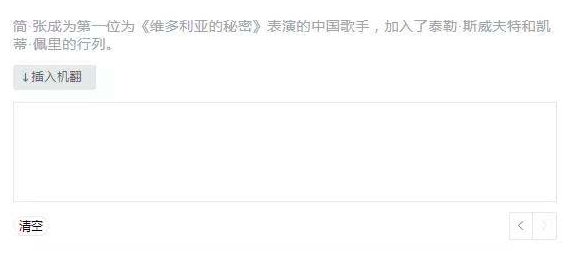 简·张成为第一位为《维多利亚的秘密》表演的中国歌手，加入了泰勒·斯威夫特和凯
蒂·佩里的行列。
↓插入机翻
清空